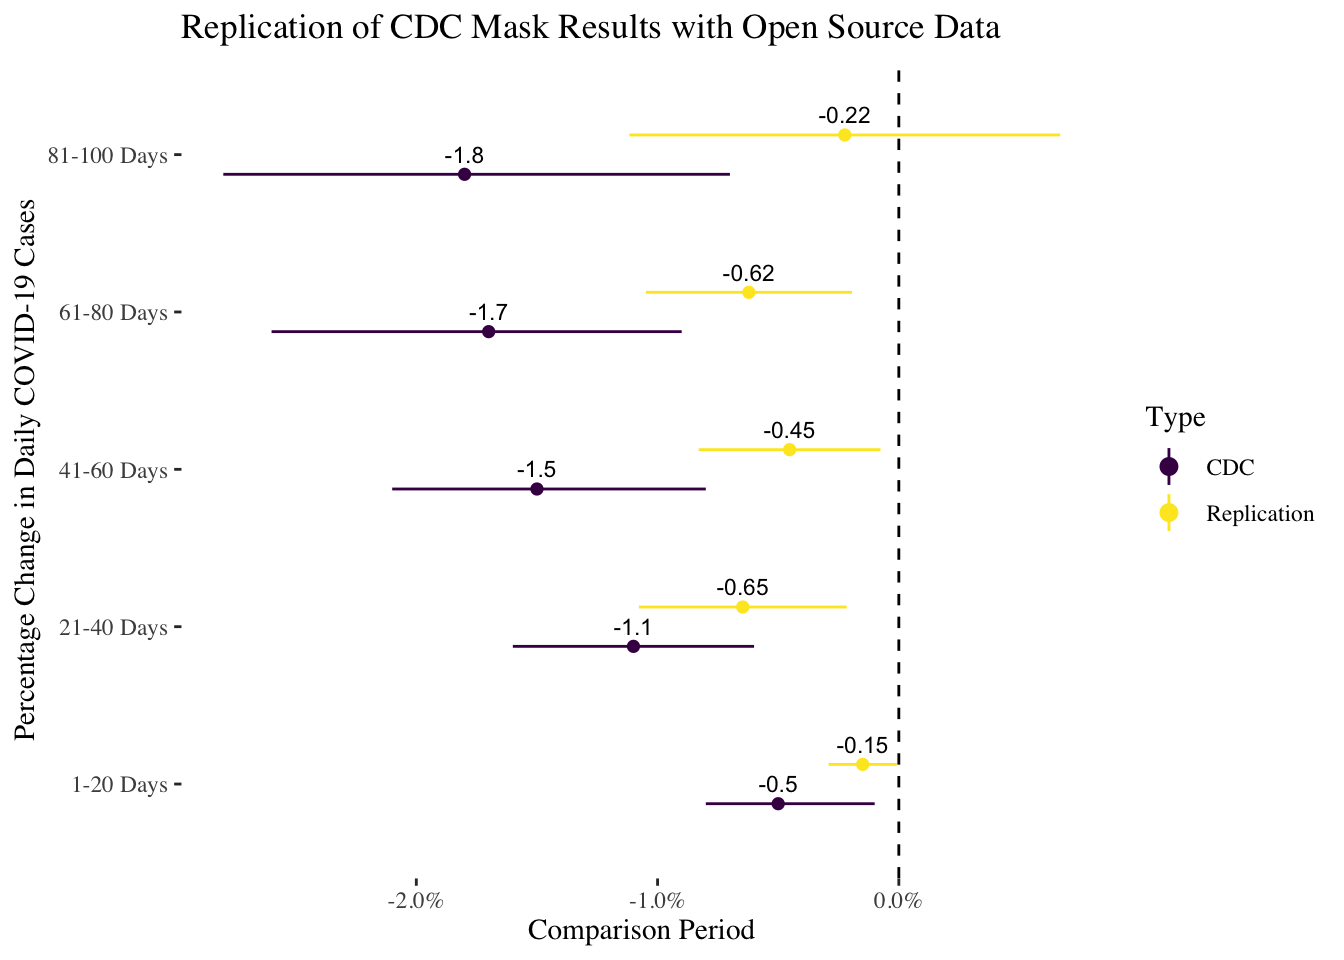 Replication of CDC Mask Results with Open Source Data
Percentage Change in Daily COVID-19 Cases
81-100 Days
-0.22
-1.8
61-80 Days
-0.62
-1.7
41-60 Days
-0.45
-1.5
21-40 Days
-0.65
-1.1
1-20 Days
-0.15
-0.5
-2.0%
-1.0%
0.0%
Comparison Period
Type
CDC
Replication